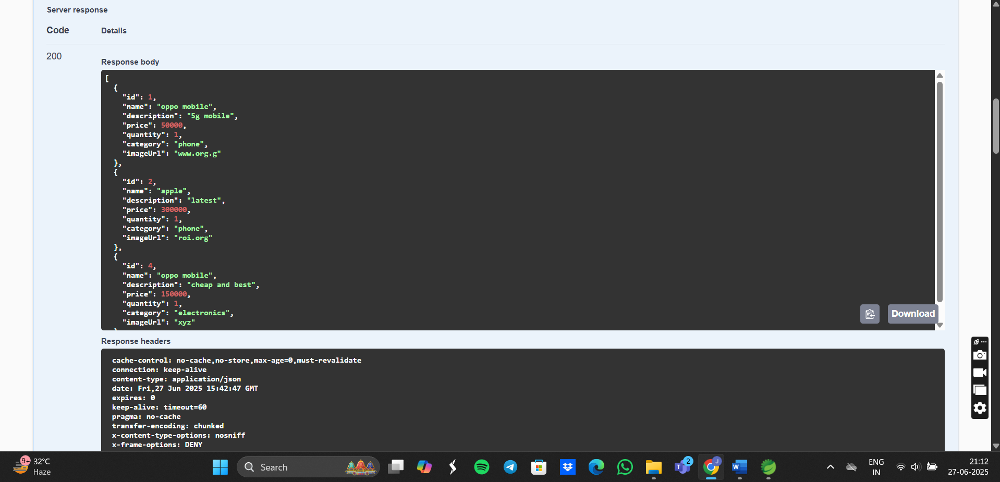 Server response
Code Details
200
Response body
[
  {
    "id": 1,
    "name": "oppo mobile",
    "description": "5g mobile",
    "price": 50000,
    "quantity": 1,
    "category": "phone",
    "imageUrl": "www.org.g"
  },
  {
    "id": 2,
    "name": "apple",
    "description": "latest",
    "price": 300000,
    "quantity": 1,
    "category": "phone",
    "imageUrl": "roi.org"
  },
  {
    "id": 4,
    "name": "oppo mobile",
    "description": "cheap and best",
    "price": 150000,
    "quantity": 1,
    "category": "electronics",
    "imageUrl": "xyz"
Download
Response headers
cache-control: no-cache,no-store,max-age=0,must-revalidate
connection: keep-alive
content-type: application/json
date: Fri,27 Jun 2025 15:42:47 GMT
expires: 0
keep-alive: timeout=60
pragma: no-cache
transfer-encoding: chunked
x-content-type-options: nosniff
x-frame-options: DENY
9+
32°C
Haze
Search
T
2
J
W
ENG
IN
21:12
27-06-2025